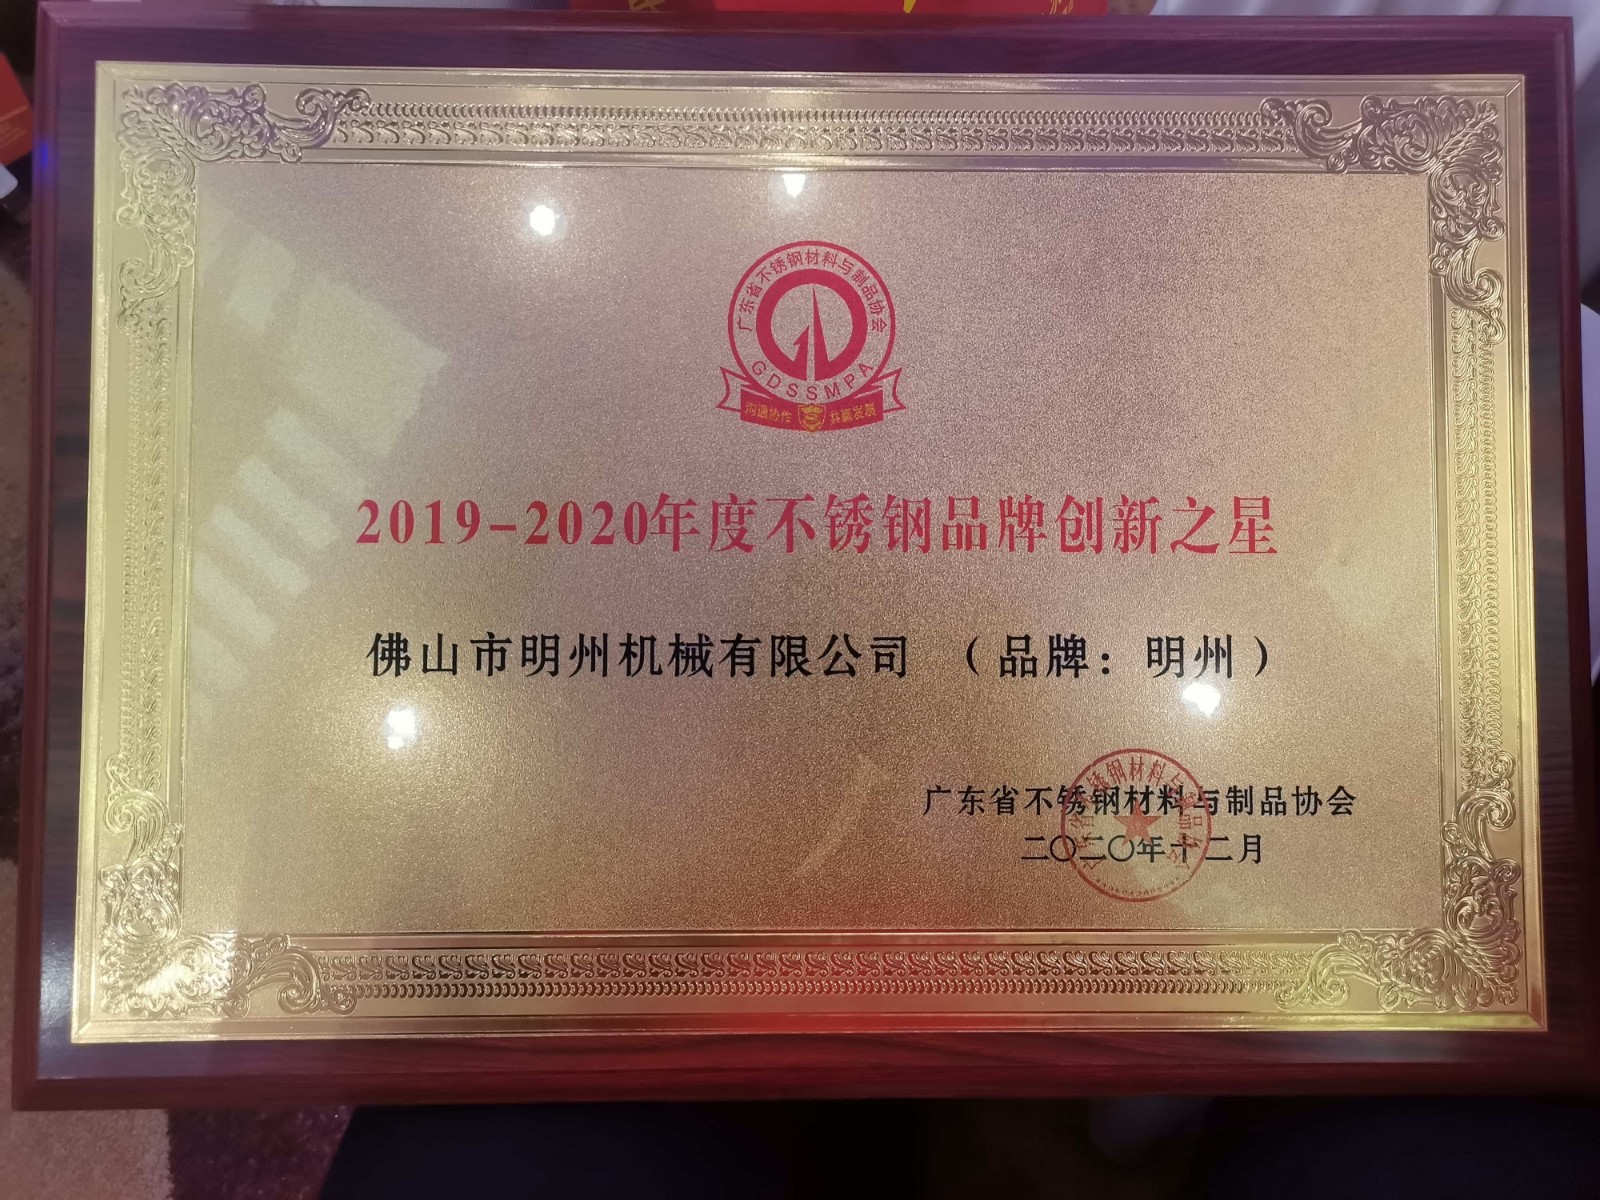 广东省不锈钢材料与制品协会
GDSSMPA
沟通协作 共赢发展
2019-2020年度不锈钢品牌创新之星
佛山市明州机械有限公司 （品牌：明州）
广东省不锈钢材料与制品协会
二〇二〇年十二月